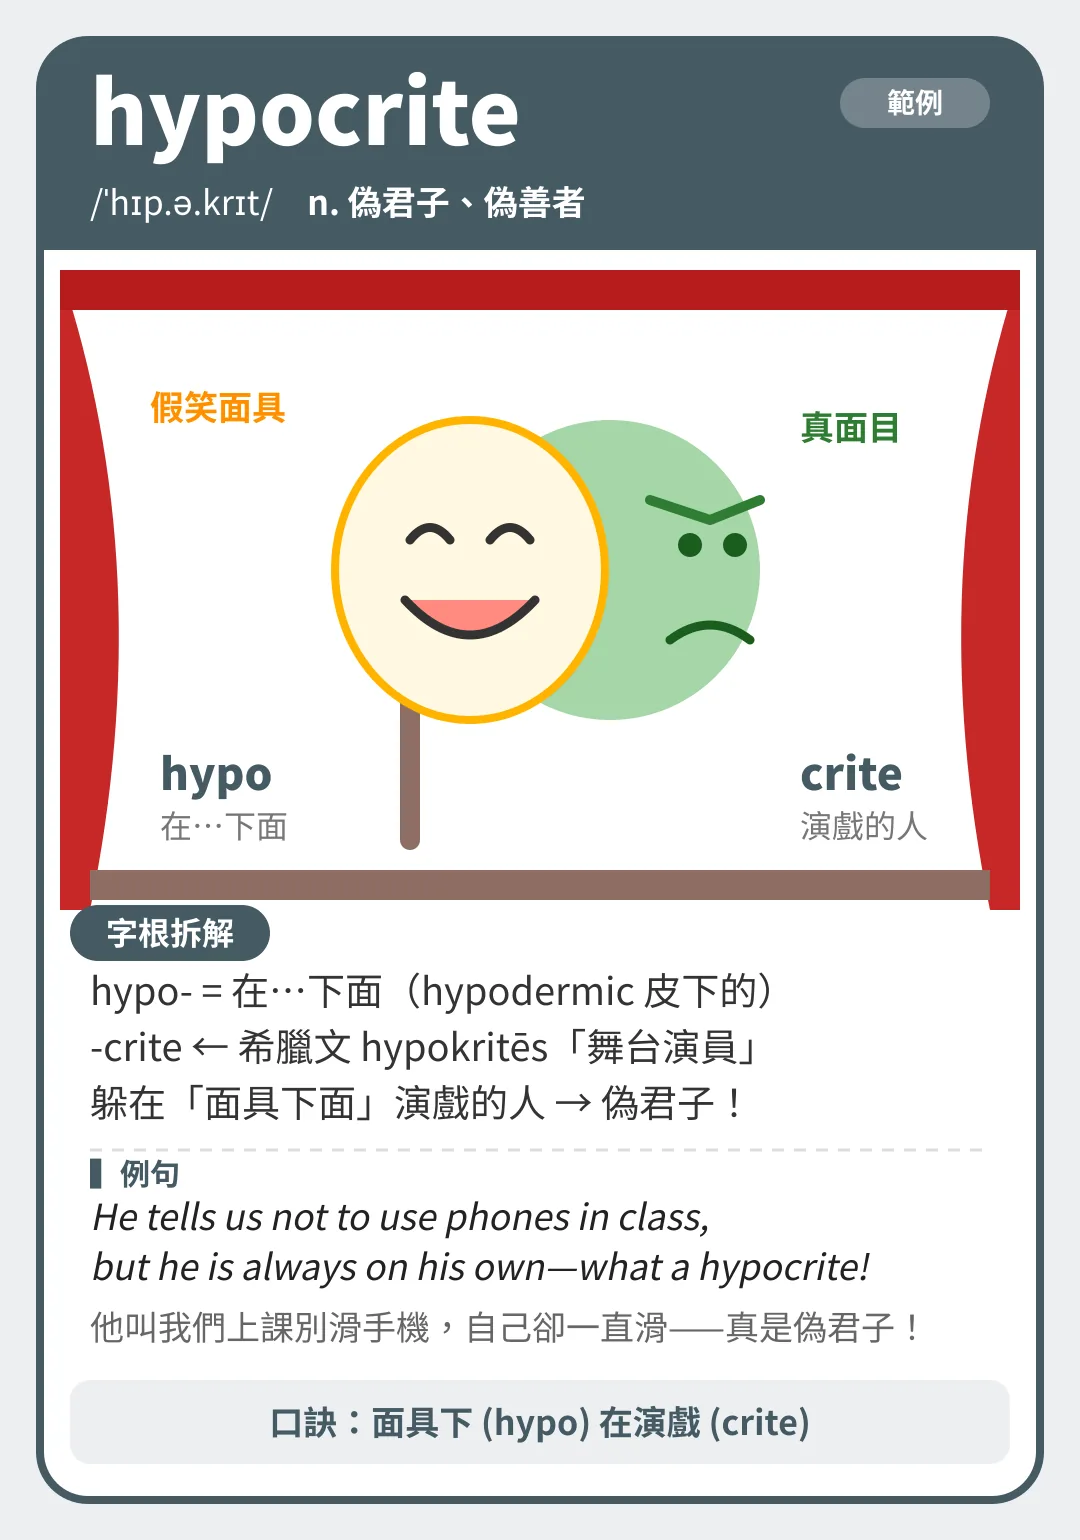 hypocrite
範例
/ˈhɪp.ə.krɪt/ n. 偽君子、偽善者
假笑面具
真面目
hypo
在…下面
crite
演戲的人
字根拆解
hypo- = 在…下面（hypodermic 皮下的）
-crite ← 希臘文 hypokritēs「舞台演員」
躲在「面具下面」演戲的人 → 偽君子！
例句
He tells us not to use phones in class,
but he is always on his own—what a hypocrite!
他叫我們上課別滑手機，自己卻一直滑——真是偽君子！
口訣：面具下 (hypo) 在演戲 (crite)